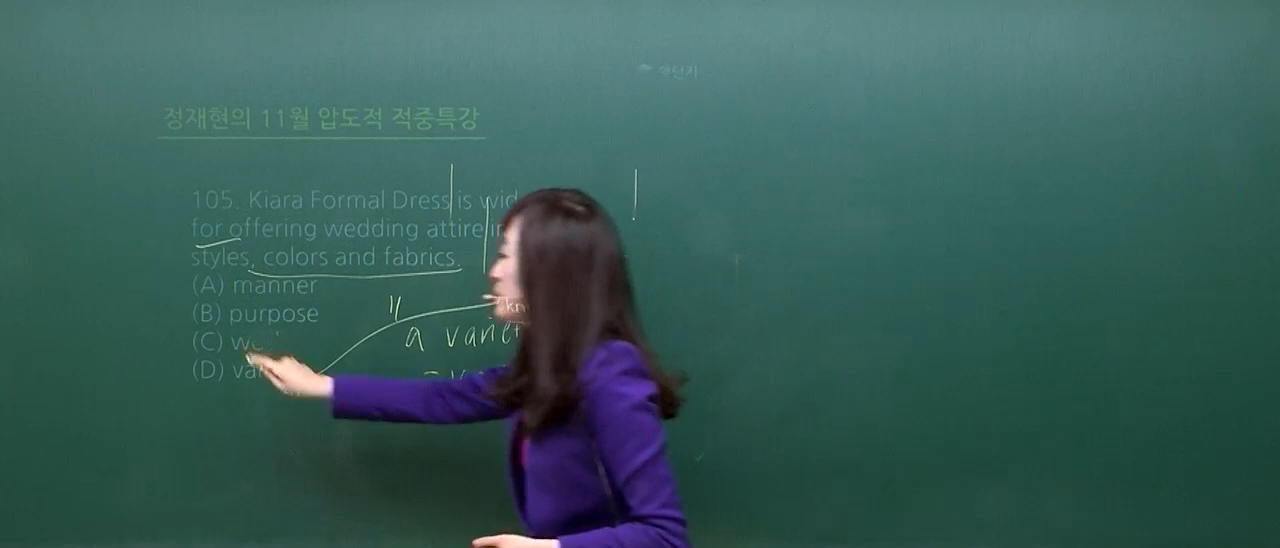 정재현의 11월 압도적 적중특강
105. Kiara Formal Dress is wid
for offering wedding attire in
styles, colors and fabrics.
(A) manner
(B) purpose
(C)
(D)
a variet